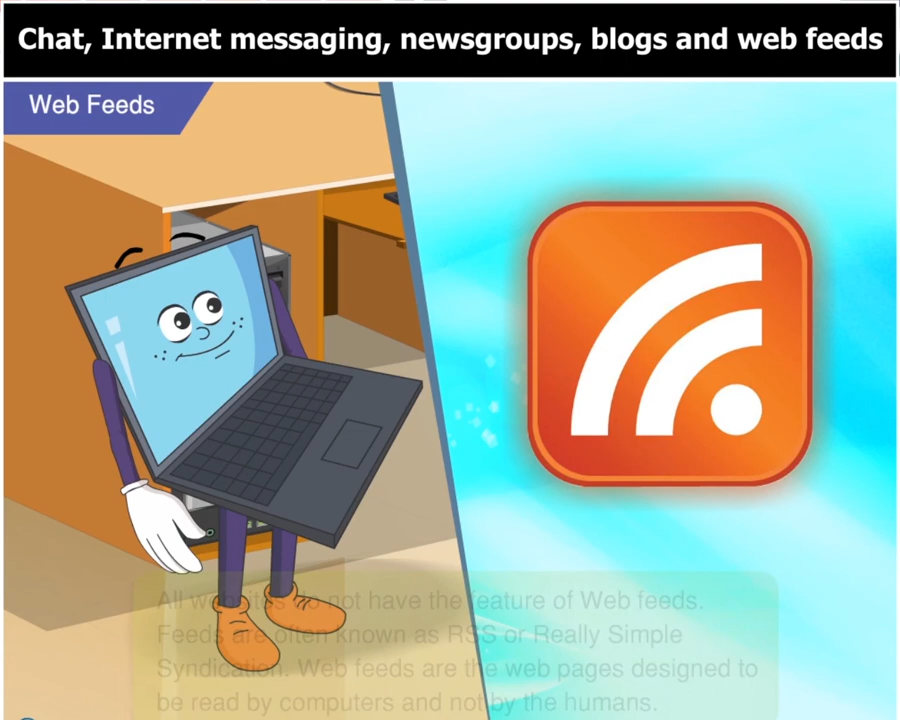 Chat, Internet messaging, newsgroups, blogs and web feeds
Web Feeds
All websites do not have the feature of Web feeds.
Feeds are often known as RSS or Really Simple
Syndication. Web feeds are the web pages designed to
be read by computers and not by the humans.